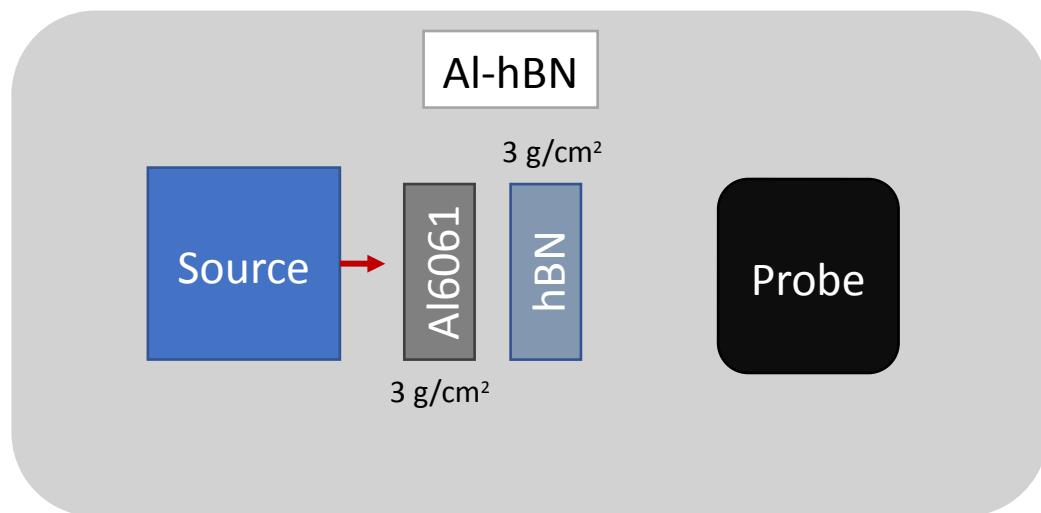 Al-hBN
3 g/cm²
Source
Al6061
hBN
Probe
3 g/cm²